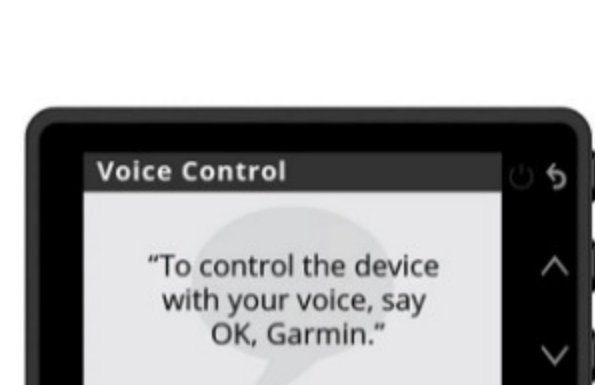 Voice Control
“To control the device
with your voice, say
OK, Garmin.”